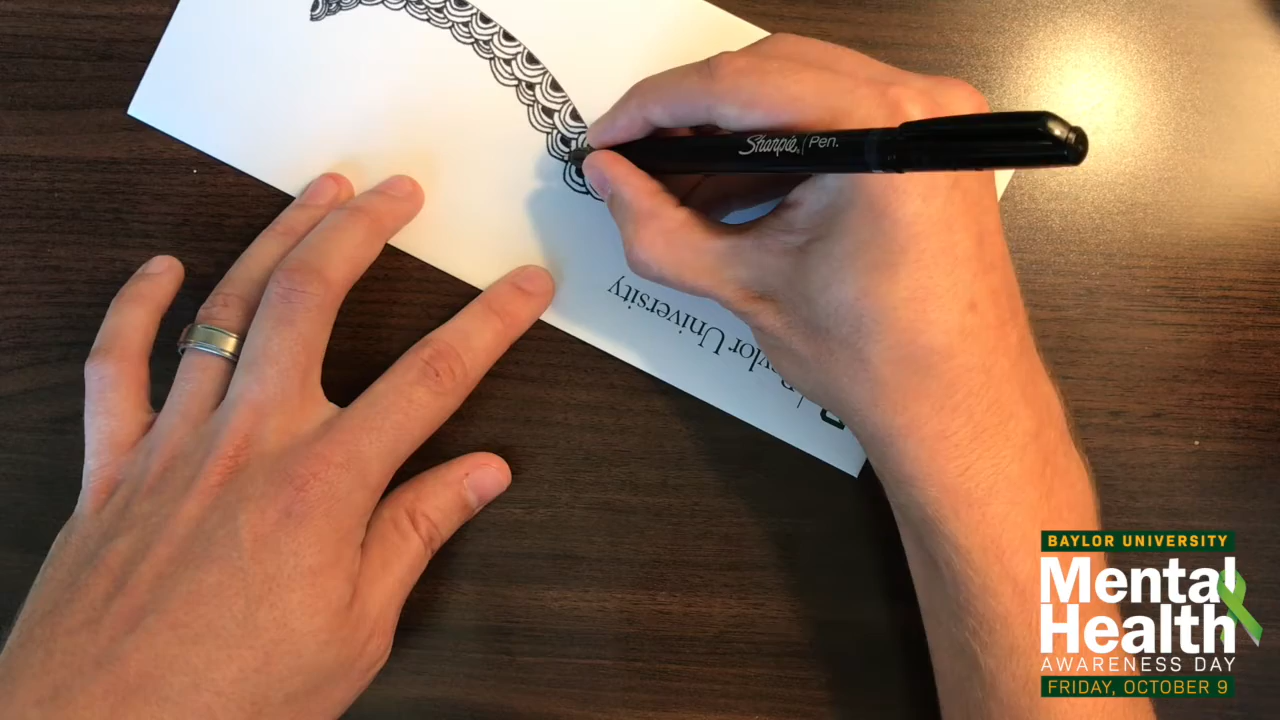 Sharpie. | Pen.
Baylor University
BAYLOR UNIVERSITY
Mental
Health
AWARENESS DAY
FRIDAY, OCTOBER 9